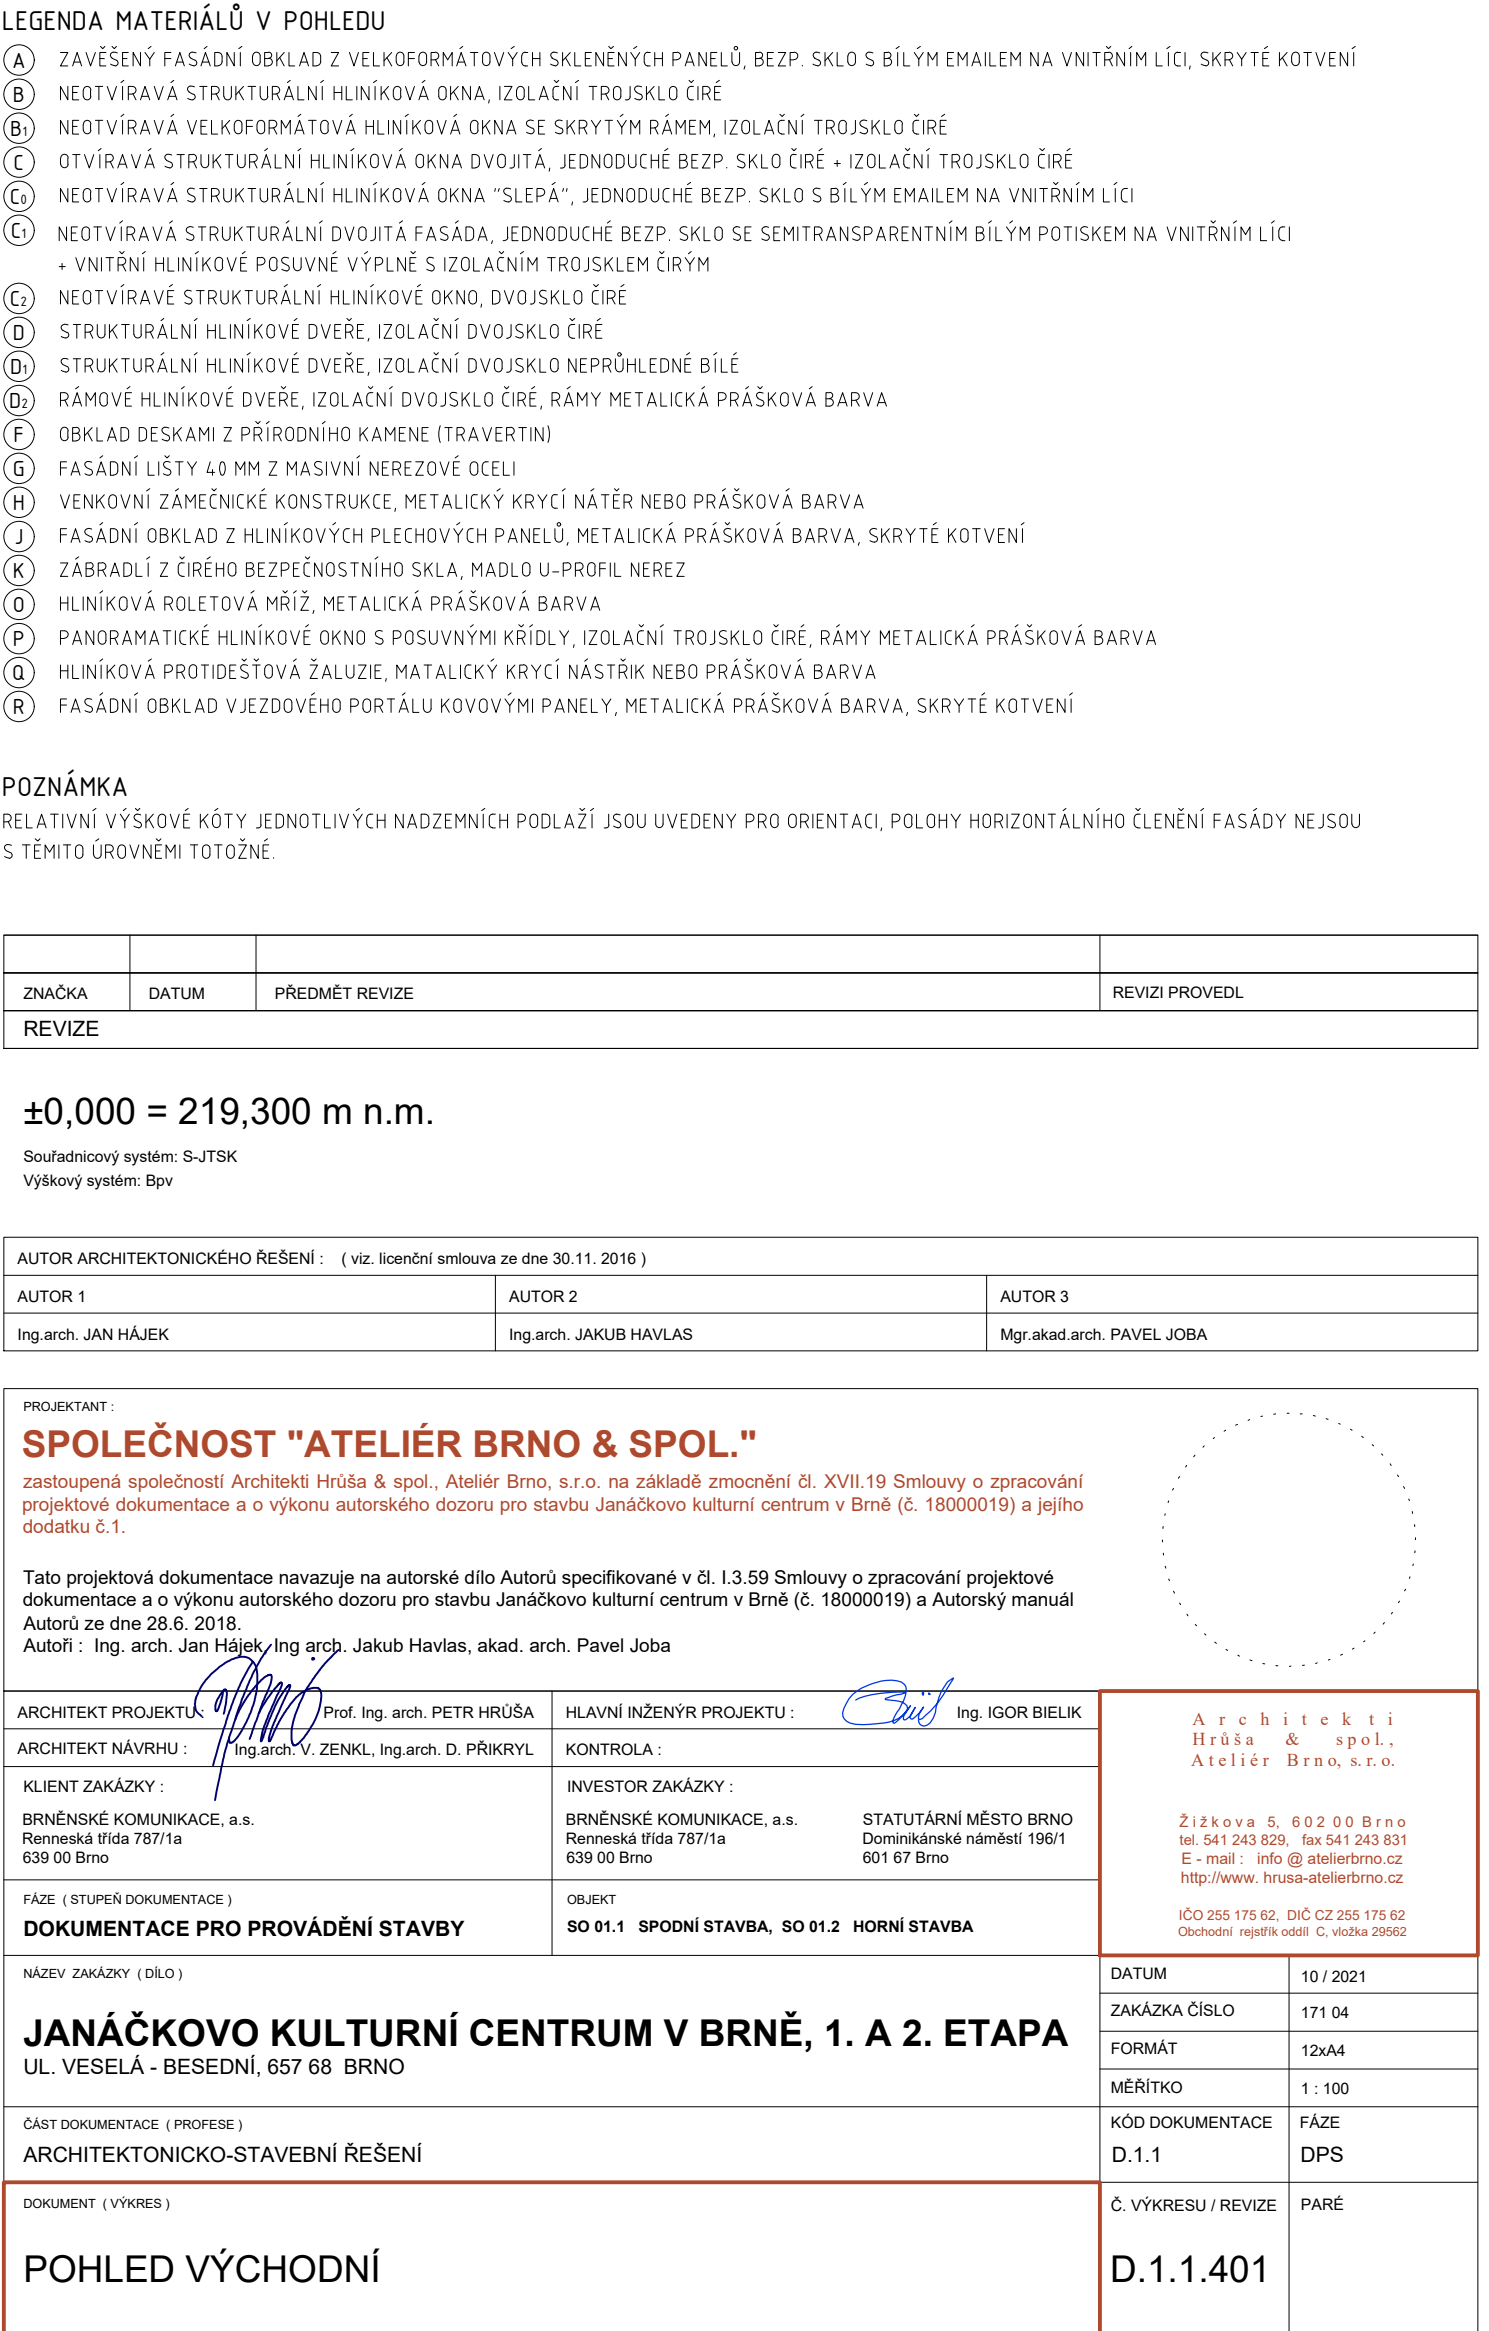 LEGENDA MATERIÁLŮ V POHLEDU
A ZAVĚŠENÝ FASÁDNÍ OBKLAD Z VELKOFORMÁTOVÝCH SKLENĚNÝCH PANELŮ, BEZP. SKLO S BÍLÝM EMAILEM NA VNITŘNÍM LÍCI, SKRYTÉ KOTVENÍ
B NEOTVÍRAVÁ STRUKTURÁLNÍ HLINÍKOVÁ OKNA, IZOLAČNÍ TROJSKLO ČIRÉ
B1 NEOTVÍRAVÁ VELKOFORMÁTOVÁ HLINÍKOVÁ OKNA SE SKRYTÝM RÁMEM, IZOLAČNÍ TROJSKLO ČIRÉ
C OTVÍRAVÁ STRUKTURÁLNÍ HLINÍKOVÁ OKNA DVOJITÁ, JEDNODUCHÉ BEZP. SKLO ČIRÉ + IZOLAČNÍ TROJSKLO ČIRÉ
C0 NEOTVÍRAVÁ STRUKTURÁLNÍ HLINÍKOVÁ OKNA "SLEPÁ", JEDNODUCHÉ BEZP. SKLO S BÍLÝM EMAILEM NA VNITŘNÍM LÍCI
C1 NEOTVÍRAVÁ STRUKTURÁLNÍ DVOJITÁ FASÁDA, JEDNODUCHÉ BEZP. SKLO SE SEMITRANSPARENTNÍM BÍLÝM POTISKEM NA VNITŘNÍM LÍCI
+ VNITŘNÍ HLINÍKOVÉ POSUVNÉ VÝPLNĚ S IZOLAČNÍM TROJSKLEM ČIRÝM
C2 NEOTVÍRAVÉ STRUKTURÁLNÍ HLINÍKOVÉ OKNO, DVOJSKLO ČIRÉ
D STRUKTURÁLNÍ HLINÍKOVÉ DVEŘE, IZOLAČNÍ DVOJSKLO ČIRÉ
D1 STRUKTURÁLNÍ HLINÍKOVÉ DVEŘE, IZOLAČNÍ DVOJSKLO NEPRŮHLEDNÉ BÍLÉ
D2 RÁMOVÉ HLINÍKOVÉ DVEŘE, IZOLAČNÍ DVOJSKLO ČIRÉ, RÁMY METALICKÁ PRÁŠKOVÁ BARVA
F OBKLAD DESKAMI Z PŘÍRODNÍHO KAMENE (TRAVERTIN)
G FASÁDNÍ LIŠTY 40 MM Z MASIVNÍ NEREZOVÉ OCELI
H VENKOVNÍ ZÁMEČNICKÉ KONSTRUKCE, METALICKÝ KRYCÍ NÁTĚR NEBO PRÁŠKOVÁ BARVA
J FASÁDNÍ OBKLAD Z HLINÍKOVÝCH PLECHOVÝCH PANELŮ, METALICKÁ PRÁŠKOVÁ BARVA, SKRYTÉ KOTVENÍ
K ZÁBRADLÍ Z ČIRÉHO BEZPEČNOSTNÍHO SKLA, MADLO U-PROFIL NEREZ
O HLINÍKOVÁ ROLETOVÁ MŘÍŽ, METALICKÁ PRÁŠKOVÁ BARVA
P PANORAMATICKÉ HLINÍKOVÉ OKNO S POSUVNÝMI KŘÍDLY, IZOLAČNÍ TROJSKLO ČIRÉ, RÁMY METALICKÁ PRÁŠKOVÁ BARVA
Q HLINÍKOVÁ PROTIDEŠŤOVÁ ŽALUZIE, MATALICKÝ KRYCÍ NÁSTŘIK NEBO PRÁŠKOVÁ BARVA
R FASÁDNÍ OBKLAD VJEZDOVÉHO PORTÁLU KOVOVÝMI PANELY, METALICKÁ PRÁŠKOVÁ BARVA, SKRYTÉ KOTVENÍ
POZNÁMKA
RELATIVNÍ VÝŠKOVÉ KÓTY JEDNOTLIVÝCH NADZEMNÍCH PODLAŽÍ JSOU UVEDENY PRO ORIENTACI, POLOHY HORIZONTÁLNÍHO ČLENĚNÍ FASÁDY NEJSOU
S TĚMITO ÚROVNĚMI TOTOŽNÉ.
ZNAČKA DATUM PŘEDMĚT REVIZE REVIZI PROVEDL
REVIZE
±0,000 = 219,300 m n.m.
Souřadnicový systém: S-JTSK
Výškový systém: Bpv
AUTOR ARCHITEKTONICKÉHO ŘEŠENÍ : ( viz. licenční smlouva ze dne 30.11. 2016 )
AUTOR 1 AUTOR 2 AUTOR 3
Ing.arch. JAN HÁJEK Ing.arch. JAKUB HAVLAS Mgr.akad.arch. PAVEL JOBA
PROJEKTANT :
SPOLEČNOST "ATELIÉR BRNO & SPOL."
zastoupená společností Architekti Hrůša & spol., Ateliér Brno, s.r.o. na základě zmocnění čl. XVII.19 Smlouvy o zpracování
projektové dokumentace a o výkonu autorského dozoru pro stavbu Janáčkovo kulturní centrum v Brně (č. 18000019) a jejího
dodatku č.1.
Tato projektová dokumentace navazuje na autorské dílo Autorů specifikované v čl. I.3.59 Smlouvy o zpracování projektové
dokumentace a o výkonu autorského dozoru pro stavbu Janáčkovo kulturní centrum v Brně (č. 18000019) a Autorský manuál
Autorů ze dne 28.6. 2018.
Autoři : Ing. arch. Jan Hájek, Ing arch. Jakub Havlas, akad. arch. Pavel Joba
ARCHITEKT PROJEKTU : Prof. Ing. arch. PETR HRŮŠA HLAVNÍ INŽENÝR PROJEKTU : Ing. IGOR BIELIK
ARCHITEKT NÁVRHU : Ing.arch. V. ZENKL, Ing.arch. D. PŘIKRYL KONTROLA :
Architekti
Hrůša & spol.,
Ateliér Brno, s.r.o.
Žižkova 5, 602 00 Brno
tel. 541 243 829, fax 541 243 831
E - mail : info @ atelierbrno.cz
http://www. hrusa-atelierbrno.cz
IČO 255 175 62, DIČ CZ 255 175 62
Obchodní rejstřík oddíl C, vložka 29562
KLIENT ZAKÁZKY : INVESTOR ZAKÁZKY :
BRNĚNSKÉ KOMUNIKACE, a.s. BRNĚNSKÉ KOMUNIKACE, a.s. STATUTÁRNÍ MĚSTO BRNO
Renneská třída 787/1a Renneská třída 787/1a Dominikánské náměstí 196/1
639 00 Brno 639 00 Brno 601 67 Brno
FÁZE ( STUPEŇ DOKUMENTACE ) OBJEKT
DOKUMENTACE PRO PROVÁDĚNÍ STAVBY SO 01.1 SPODNÍ STAVBA, SO 01.2 HORNÍ STAVBA
NÁZEV ZAKÁZKY ( DÍLO )
JANÁČKOVO KULTURNÍ CENTRUM V BRNĚ, 1. A 2. ETAPA
UL. VESELÁ - BESEDNÍ, 657 68 BRNO
DATUM 10 / 2021
ZAKÁZKA ČÍSLO 171 04
FORMÁT 12xA4
MĚŘÍTKO 1 : 100
ČÁST DOKUMENTACE ( PROFESE ) KÓD DOKUMENTACE FÁZE
ARCHITEKTONICKO-STAVEBNÍ ŘEŠENÍ D.1.1 DPS
DOKUMENT ( VÝKRES ) Č. VÝKRESU / REVIZE PARÉ
POHLED VÝCHODNÍ D.1.1.401